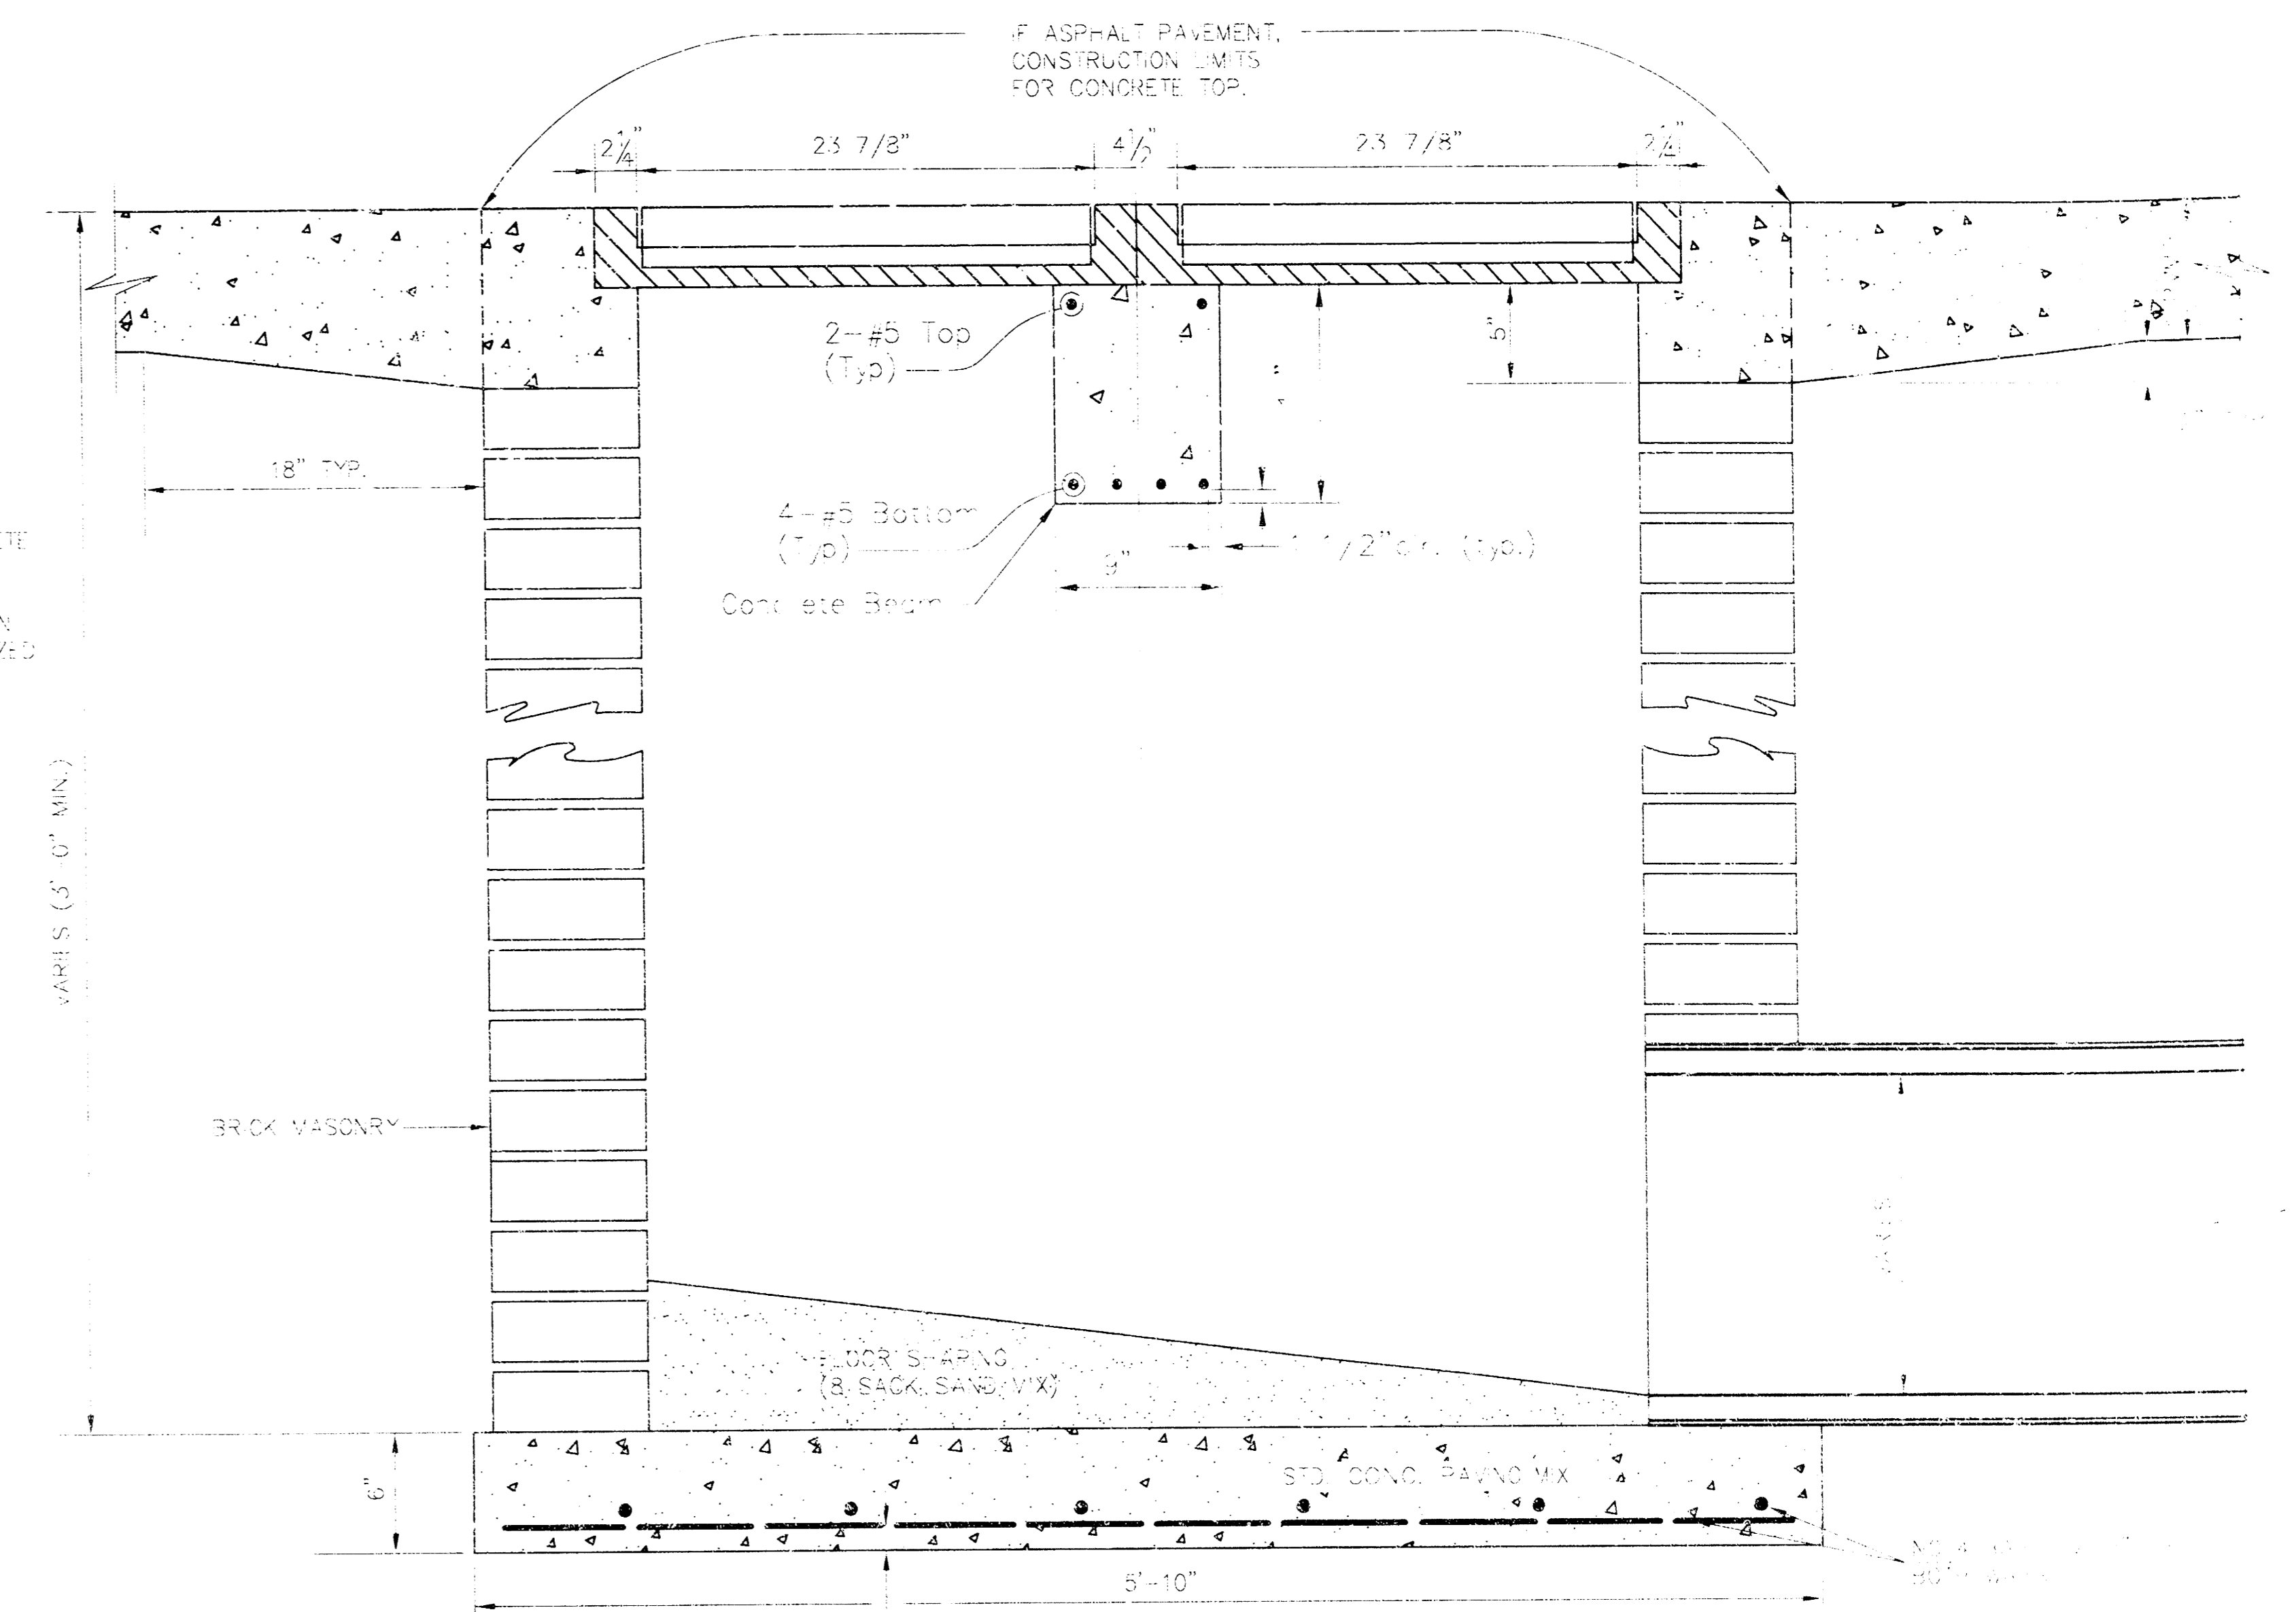 IF ASPHALT PAVEMENT,
CONSTRUCTION LIMITS
FOR CONCRETE TOP.
2¼"
23 7/8"
4½"
23 7/8"
2¼"
2-#5 Top
(Typ)
5"
18" TYP.
4-#5 Bottom
(Typ)
1/2" clr. (typ.)
9"
Concrete Beam
VARIES (3'-0" MIN.)
BRICK MASONRY
VARIES
FLOOR SHAPING
(8 SACK SAND MIX)
6"
STD. CONC. PAVING MIX
NO. 4
5'-10"